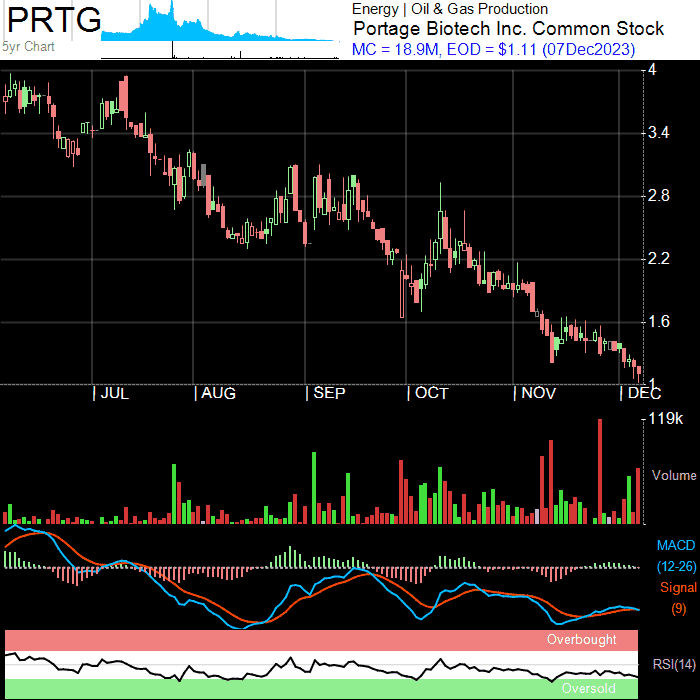 PRTG
5yr Chart
Energy | Oil & Gas Production
Portage Biotech Inc. Common Stock
MC = 18.9M, EOD = $1.11 (07Dec2023)
4
3.4
2.8
2.2
1.6
1
JUL AUG SEP OCT NOV DEC
119k
Volume
MACD
(12-26)
Signal
(9)
Overbought
RSI(14)
Oversold